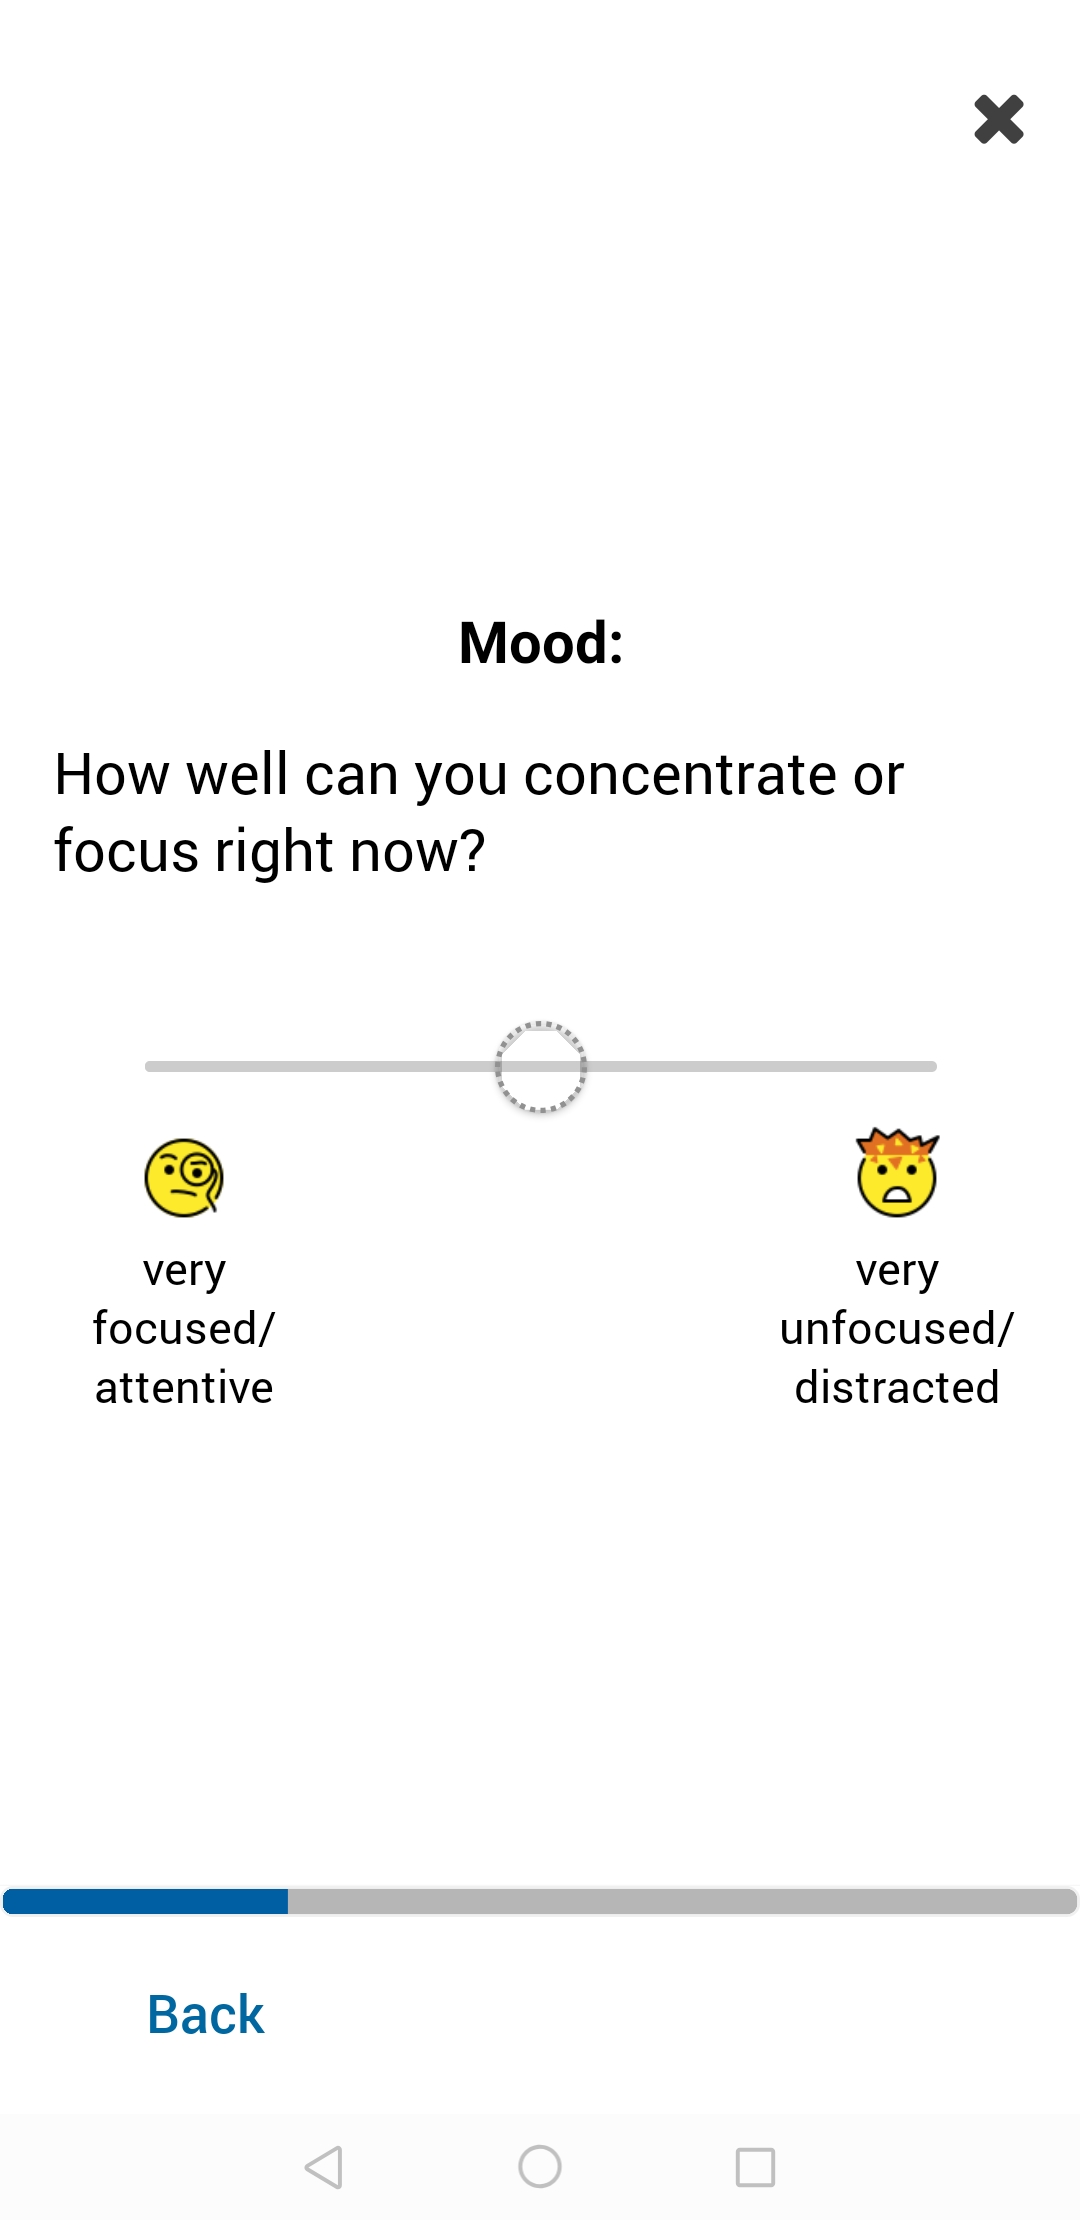 Mood:
How well can you concentrate or
focus right now?
very
focused/
attentive
very
unfocused/
distracted
Back